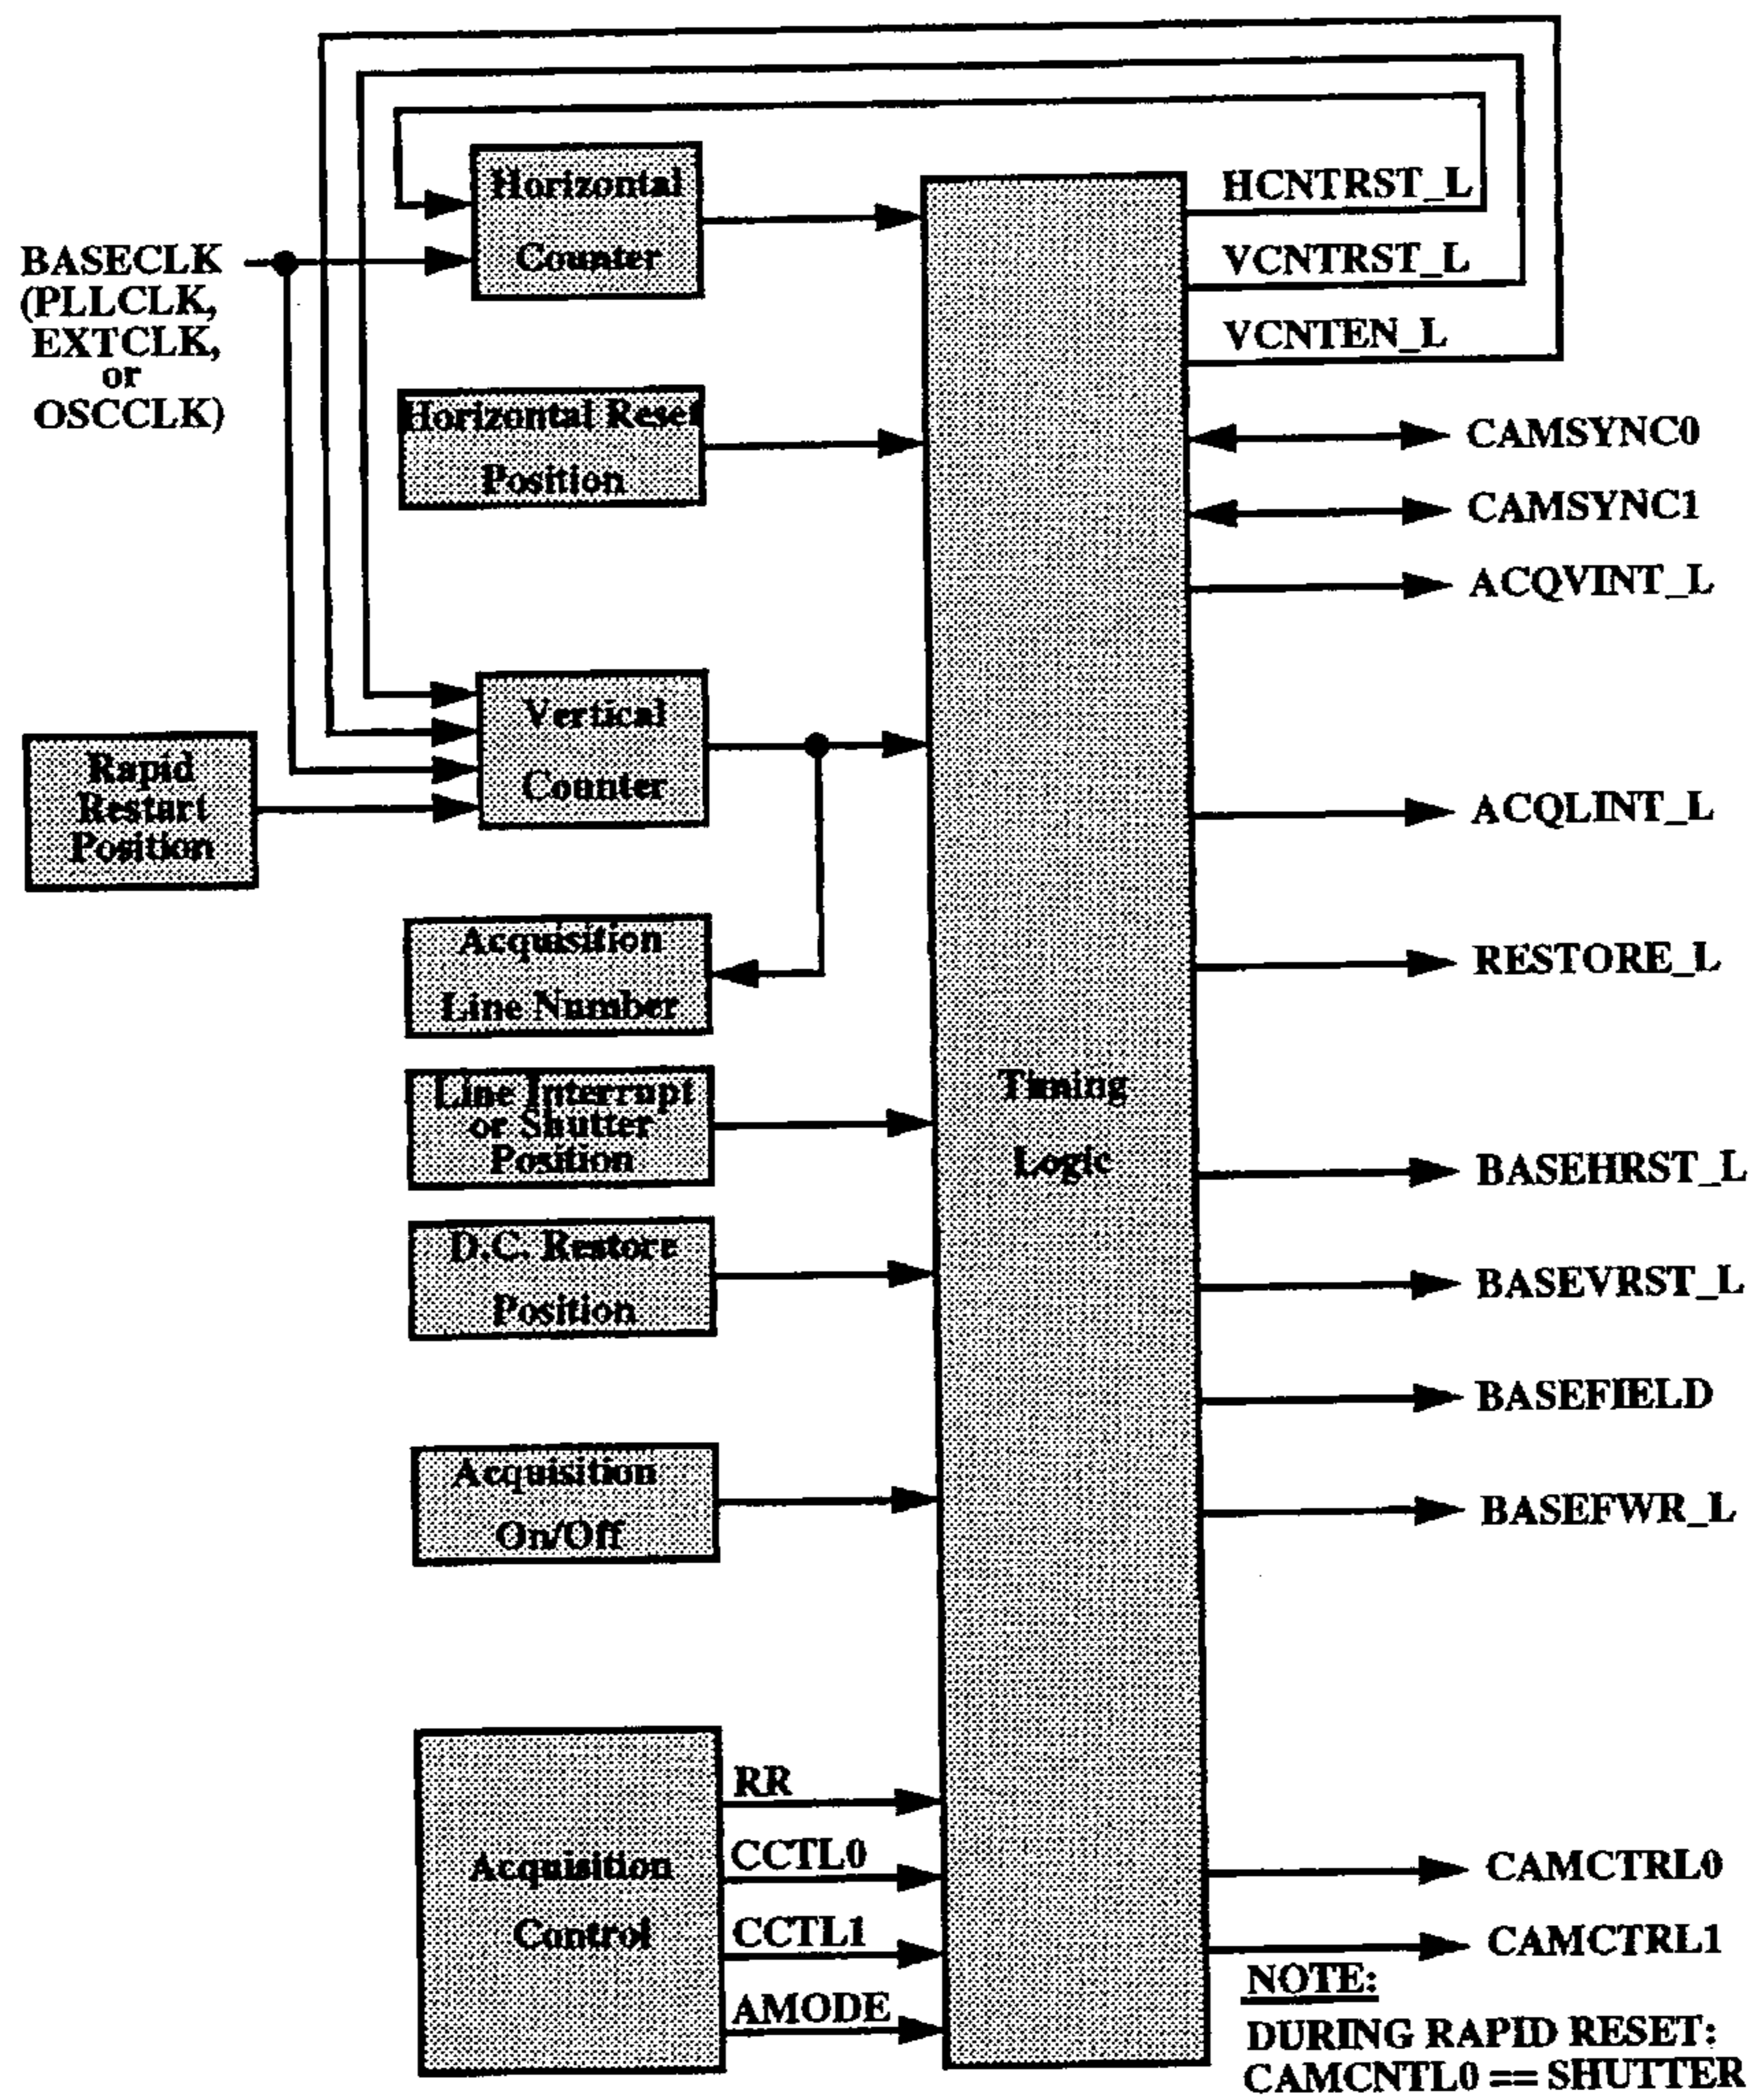 HCNTRST_L
Horizontal
Counter
VCNTRST_L
BASECLK
(PLLCLK,
EXTCLK,
or
OSCCLK)
VCNTEN_L
Horizontal Reset
Position
CAMSYNC0
CAMSYNC1
ACQVINT_L
Vertical
Counter
Rapid
Restart
Position
ACQLINT_L
Acquisition
Line Number
RESTORE_L
Line Interrupt
or Shutter
Position
Timing
Logic
BASEHRST_L
D.C. Restore
Position
BASEVRST_L
BASEFIELD
Acquisition
On/Off
BASEFWR_L
Acquisition
Control
RR
CCTL0
CCTL1
AMODE
CAMCTRL0
CAMCTRL1
NOTE:
DURING RAPID RESET:
CAMCNTL0 == SHUTTER